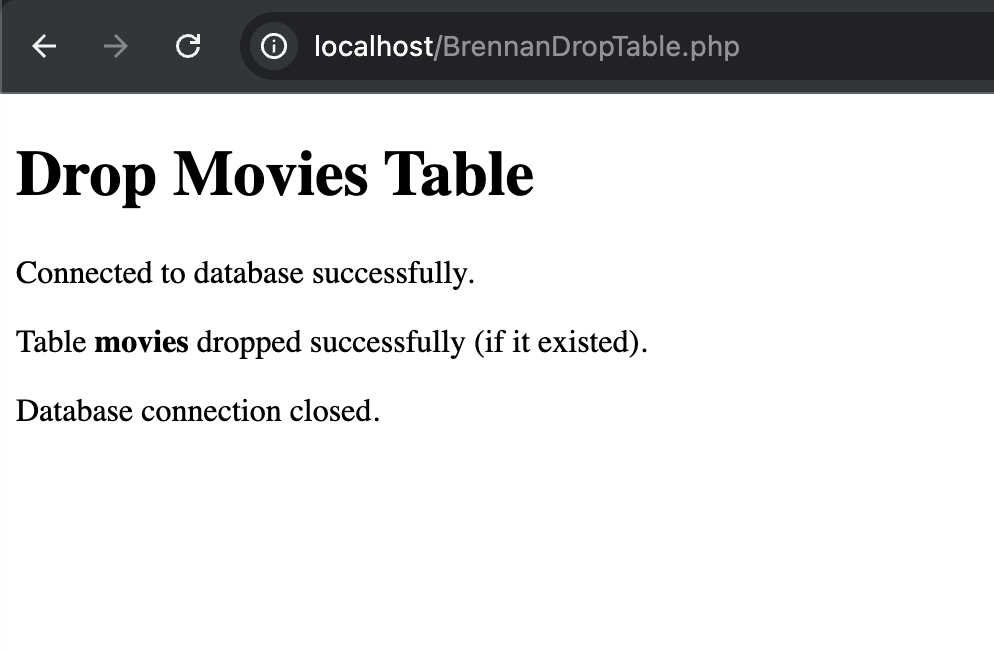 localhost/BrennanDropTable.php
Drop Movies Table
Connected to database successfully.
Table movies dropped successfully (if it existed).
Database connection closed.